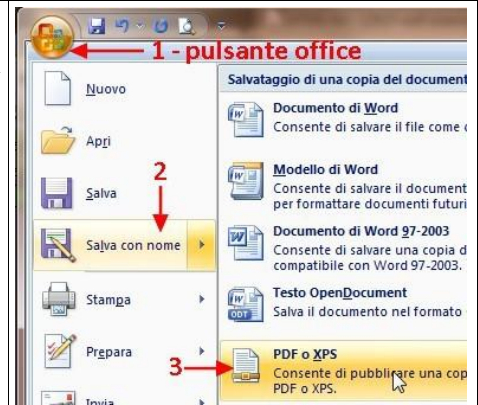 1 - pulsante office
Nuovo
Apri
2
Salva
Salva con nome
Stampa
Prepara
3
Invia
Salvataggio di una copia del document
Documento di Word
Consente di salvare il file come
Modello di Word
Consente di salvare il document
per formattare documenti futuri
Documento di Word 97-2003
Consente di salvare una copia d
compatibile con Word 97-2003.
Testo OpenDocument
ODT
Salva il documento nel formato
PDF o XPS
Consente di pubblicare una cop
PDF o XPS.